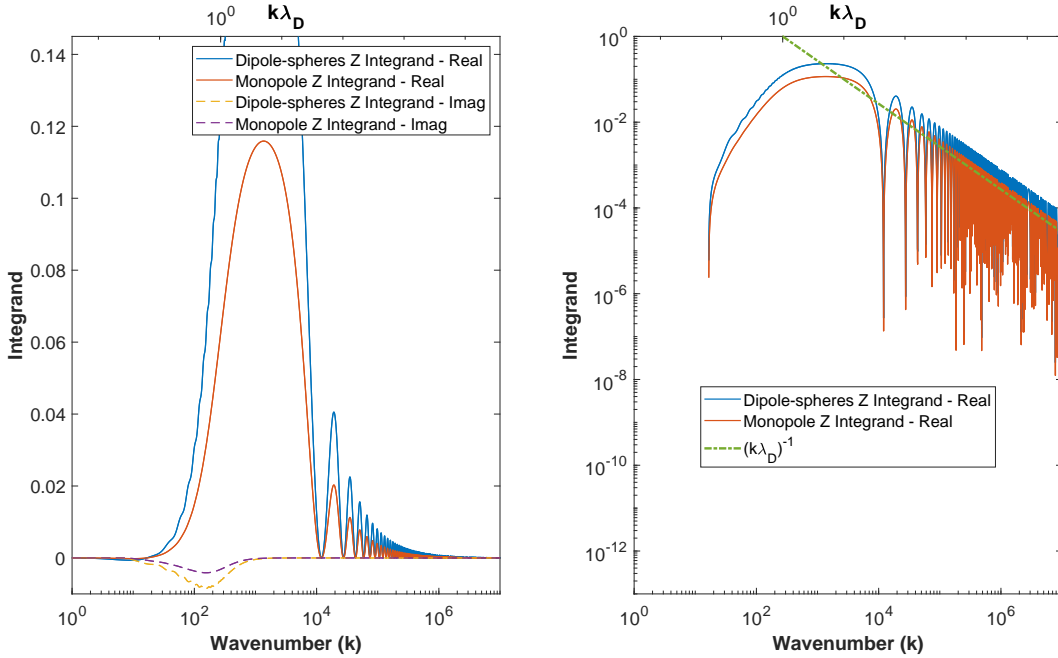 10^0
kλ_D
0.14
0.12
0.1
0.08
0.06
0.04
0.02
0
Integrand
Dipole-spheres Z Integrand - Real
Monopole Z Integrand - Real
Dipole-spheres Z Integrand - Imag
Monopole Z Integrand - Imag
10^0
10^2
10^4
10^6
Wavenumber (k)
10^0
kλ_D
10^0
10^-2
10^-4
10^-6
10^-8
10^-10
10^-12
Integrand
Dipole-spheres Z Integrand - Real
Monopole Z Integrand - Real
(kλ_D)^-1
10^0
10^2
10^4
10^6
Wavenumber (k)